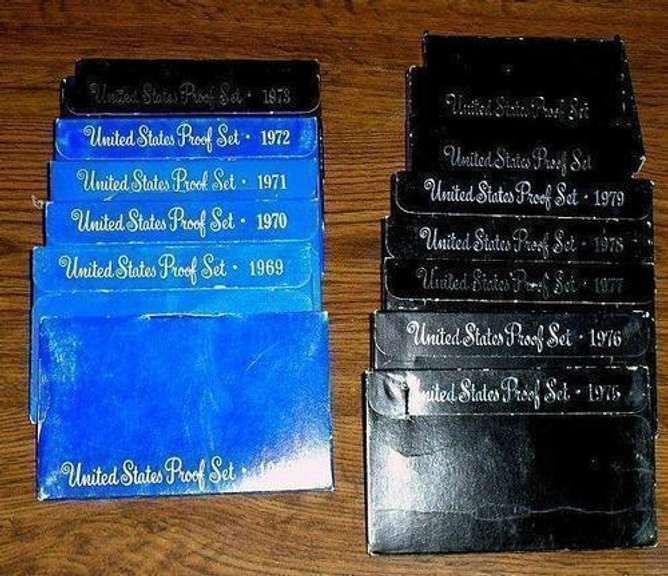 United States Proof Set · 1973
United States Proof Set · 1972
United States Proof Set · 1971
United States Proof Set · 1970
United States Proof Set · 1969
United States Proof Set ·
United States Proof Set
United States Proof Set
United States Proof Set · 1979
United States Proof Set · 1978
United States Proof Set · 1977
United States Proof Set · 1976
United States Proof Set · 1975